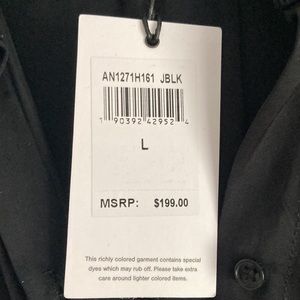 AN1271H161 JBLK
1 90392 42952 4
L
MSRP: $199.00
This richly colored garment contains special
dyes which may rub off. Please take extra
care around lighter colored items.